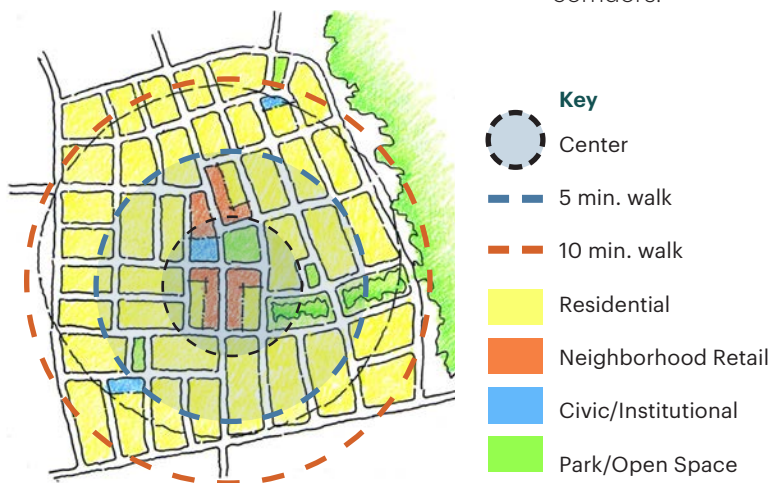 Key
Center
5 min. walk
10 min. walk
Residential
Neighborhood Retail
Civic/Institutional
Park/Open Space